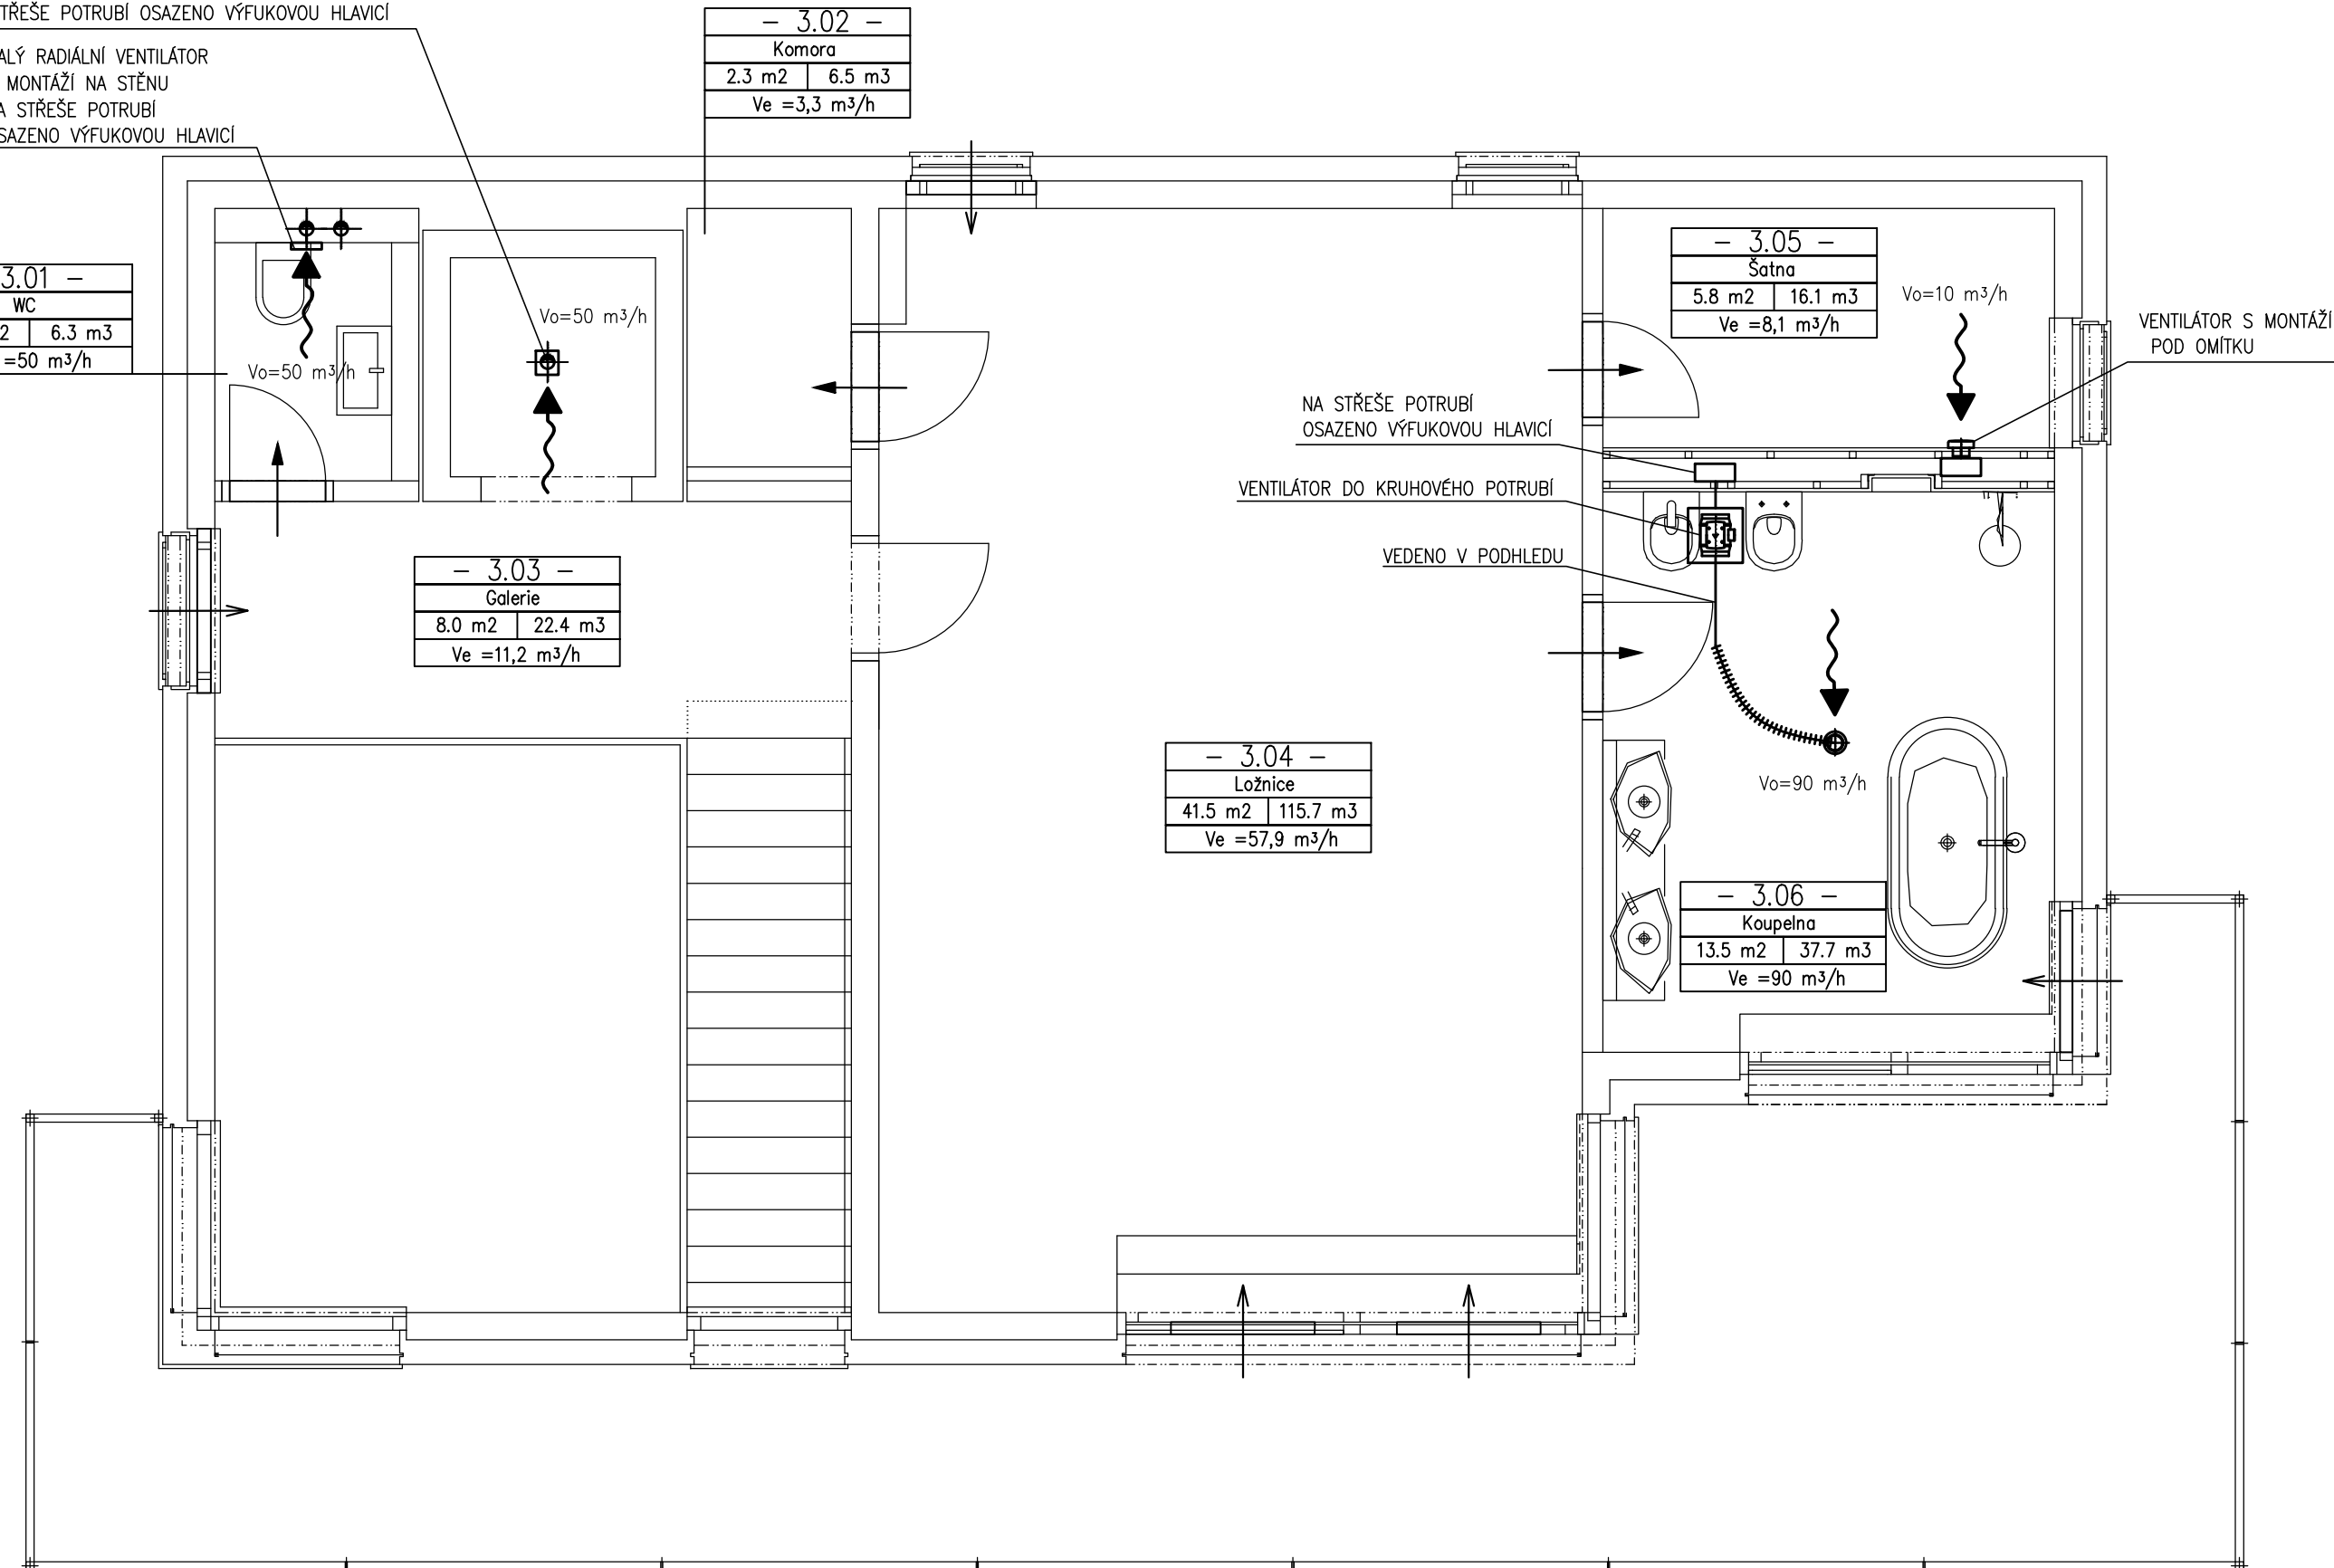 STŘEŠE POTRUBÍ OSAZENO VÝFUKOVOU HLAVICÍ
RADIÁLNÍ VENTILÁTOR
MONTÁŽÍ NA STĚNU
STŘEŠE POTRUBÍ
VÝFUKOVOU HLAVICÍ
- 3.02 -
Komora
2.3 m2 6.5 m3
Ve =3,3 m³/h
3.01 -
WC
6.3 m3
=50 m³/h
Vo=50 m³/h
Vo=50 m³/h
- 3.05 -
Šatna
5.8 m2 16.1 m3
Ve =8,1 m³/h
Vo=10 m³/h
VENTILÁTOR S MONTÁŽÍ
POD OMÍTKU
NA STŘEŠE POTRUBÍ
OSAZENO VÝFUKOVOU HLAVICÍ
VENTILÁTOR DO KRUHOVÉHO POTRUBÍ
VEDENO V PODHLEDU
- 3.03 -
Galerie
8.0 m2 22.4 m3
Ve =11,2 m³/h
- 3.04 -
Ložnice
41.5 m2 115.7 m3
Ve =57,9 m³/h
Vo=90 m³/h
- 3.06 -
Koupelna
13.5 m2 37.7 m3
Ve =90 m³/h